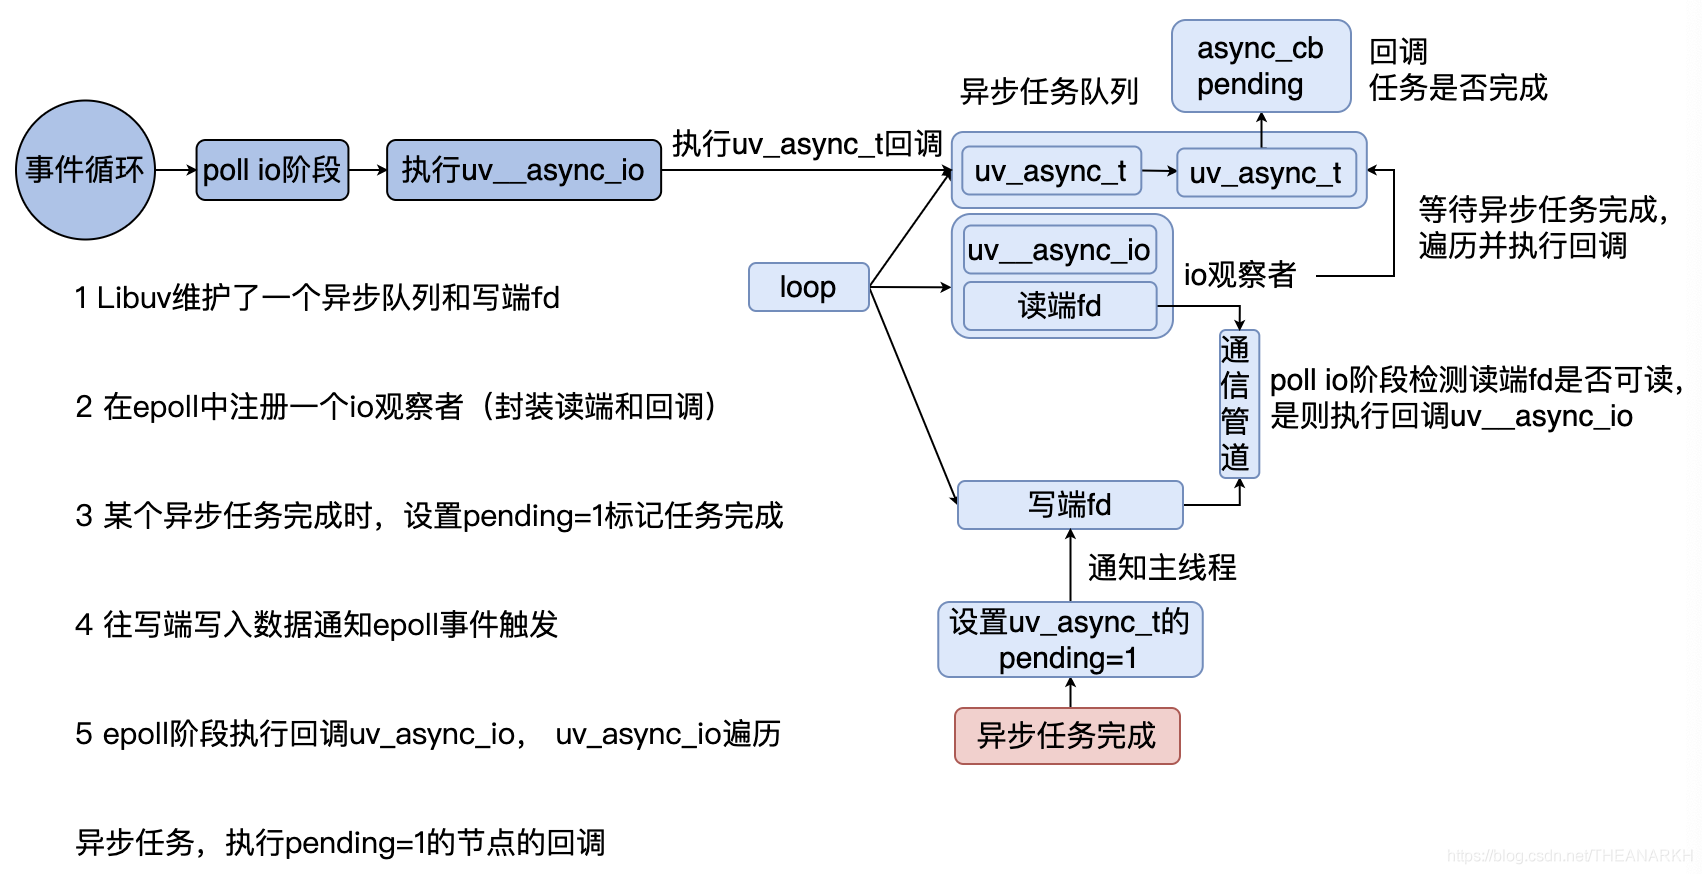 async_cb
pending
回调
任务是否完成
异步任务队列
事件循环
poll io阶段
执行uv__async_io
执行uv_async_t回调
uv_async_t
uv_async_t
等待异步任务完成，
遍历并执行回调
uv__async_io
io观察者
loop
读端fd
1 Libuv维护了一个异步队列和写端fd
通信管道
poll io阶段检测读端fd是否可读，
是则执行回调uv__async_io
2 在epoll中注册一个io观察者（封装读端和回调）
写端fd
3 某个异步任务完成时，设置pending=1标记任务完成
通知主线程
4 往写端写入数据通知epoll事件触发
设置uv_async_t的
pending=1
5 epoll阶段执行回调uv_async_io， uv_async_io遍历
异步任务完成
异步任务，执行pending=1的节点的回调
https://blog.csdn.net/THEANARKH